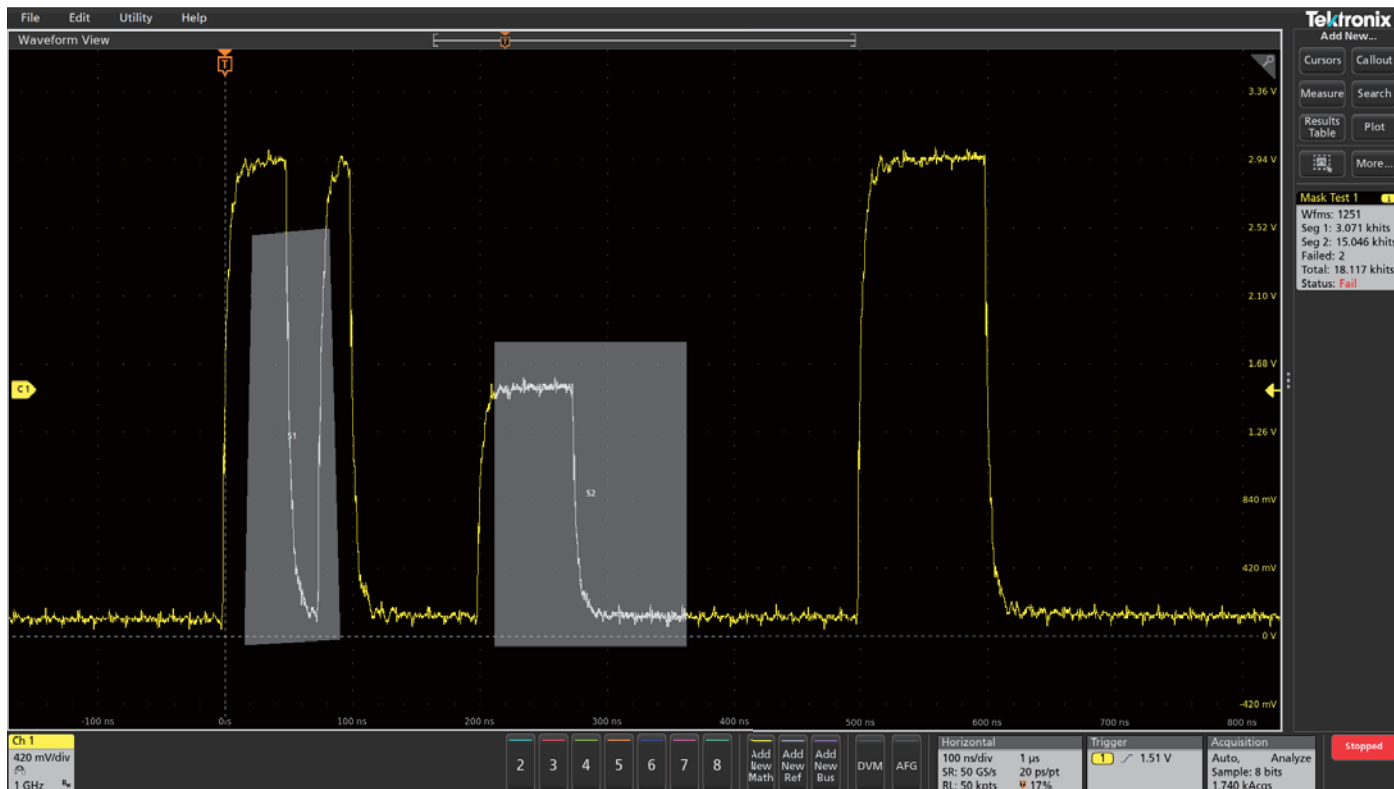 File Edit Utility Help
Tektronix
Waveform View
Add New...
T
T
Cursors Callout
Measure Search
Results Table Plot
More...
3.36 V
2.94 V
2.52 V
2.10 V
1.68 V
1.26 V
840 mV
420 mV
0 V
-420 mV
C1
S1
S2
Mask Test 1 1
Wfms: 1251
Seg 1: 3.071 khits
Seg 2: 15.046 khits
Failed: 2
Total: 18.117 khits
Status: Fail
-100 ns 0s 100 ns 200 ns 300 ns 400 ns 500 ns 600 ns 700 ns 800 ns
Ch 1
420 mV/div
1 GHz
2 3 4 5 6 7 8
Add New Math
Add New Ref
Add New Bus
DVM AFG
Horizontal
100 ns/div 1 µs
SR: 50 GS/s 20 ps/pt
RL: 50 kpts 17%
Trigger
1 1.51 V
Acquisition
Auto, Analyze
Sample: 8 bits
1.740 kAcqs
Stopped